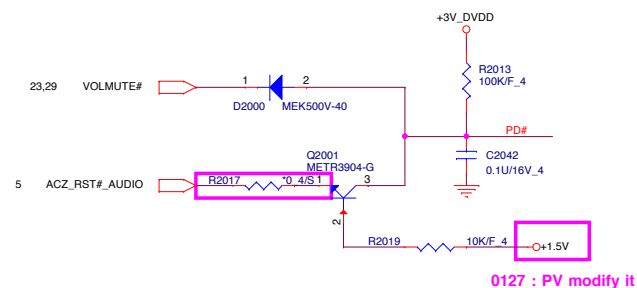 +3V_DVDD
R2013
100K/F_4
23,29 VOLMUTE# 1 2
D2000 MEK500V-40
PD#
Q2001
METR3904-G
C2042
0.1U/16V_4
5 ACZ_RST#_AUDIO R2017 *0_4/S 1 3
2
R2019 10K/F_4 +1.5V
0127 : PV modify it